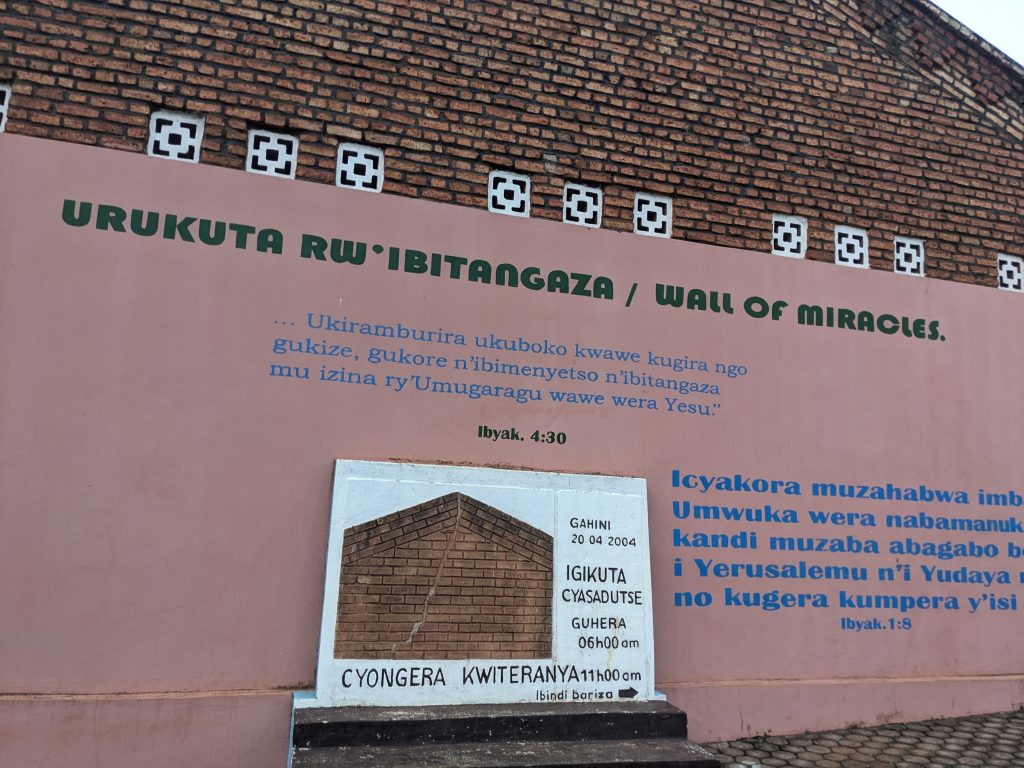 URUKUTA RW'IBITANGAZA / WALL OF MIRACLES.
... Ukiramburira ukuboko kwawe kugira ngo
gukize, gukore n'ibimenyetso n'ibitangaza
mu izina ry'Umugaragu wawe wera Yesu."
Ibyak. 4:30
GAHINI
20 04 2004
IGIKUTA
CYASADUTSE
GUHERA
06h00 am
CYONGERA KWITERANYA 11h00 am
Ibindi bariza
Icyakora muzahabwa
Umwuka wera
kandi muzaba abagabo
i Yerusalemu n'i Yudaya
no kugera kumpera y'isi
Ibyak.1:8